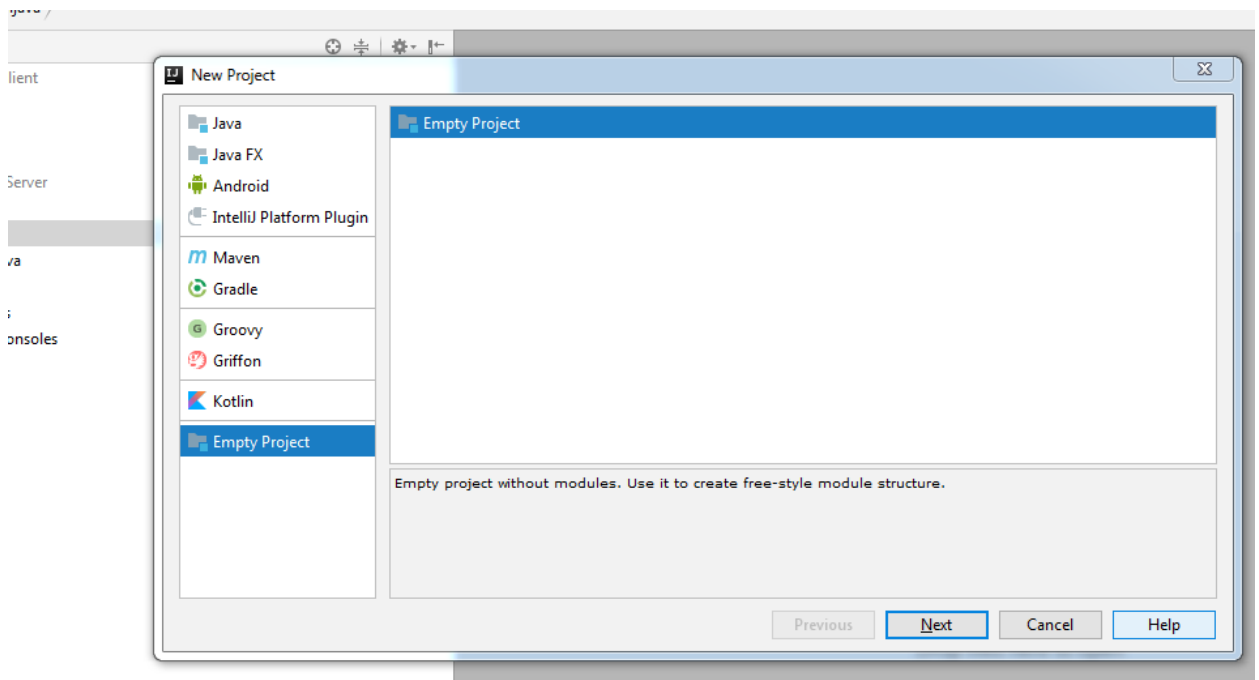 New Project
lient
Server
va
s
onsoles
Java
Java FX
Android
IntelliJ Platform Plugin
Maven
Gradle
Groovy
Griffon
Kotlin
Empty Project
Empty Project
Empty project without modules. Use it to create free-style module structure.
Previous
Next
Cancel
Help